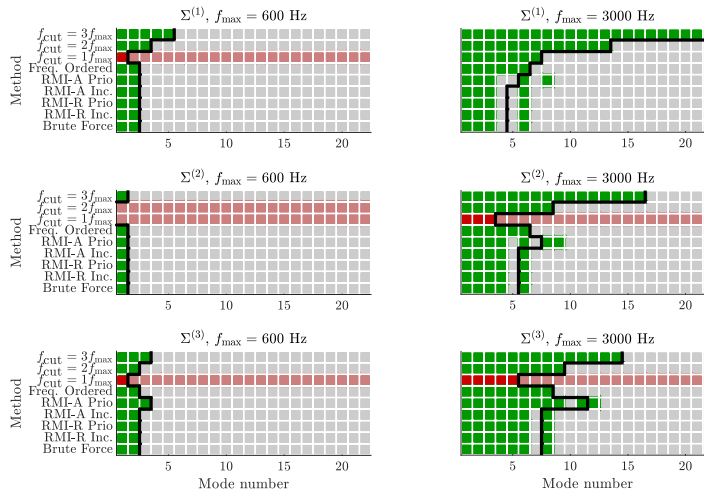 Σ(1), fmax = 600 Hz
fcut = 3fmax
fcut = 2fmax
fcut = 1fmax
Freq. Ordered
RMI-A Prio
RMI-A Inc.
RMI-R Prio
RMI-R Inc.
Brute Force
Method
5 10 15 20
Σ(1), fmax = 3000 Hz
5 10 15 20
Σ(2), fmax = 600 Hz
fcut = 3fmax
fcut = 2fmax
fcut = 1fmax
Freq. Ordered
RMI-A Prio
RMI-A Inc.
RMI-R Prio
RMI-R Inc.
Brute Force
Method
5 10 15 20
Σ(2), fmax = 3000 Hz
5 10 15 20
Σ(3), fmax = 600 Hz
fcut = 3fmax
fcut = 2fmax
fcut = 1fmax
Freq. Ordered
RMI-A Prio
RMI-A Inc.
RMI-R Prio
RMI-R Inc.
Brute Force
Method
5 10 15 20
Mode number
Σ(3), fmax = 3000 Hz
5 10 15 20
Mode number